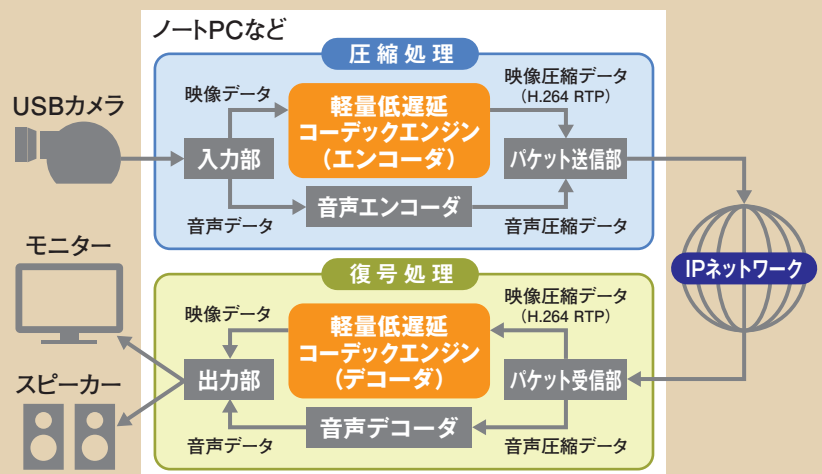 ノートPCなど
圧縮処理
USBカメラ
映像データ
軽量低遅延
コーデックエンジン
(エンコーダ)
映像圧縮データ
(H.264 RTP)
入力部
パケット送信部
音声エンコーダ
音声データ
音声圧縮データ
IPネットワーク
復号処理
モニター
映像データ
軽量低遅延
コーデックエンジン
(デコーダ)
映像圧縮データ
(H.264 RTP)
出力部
パケット受信部
スピーカー
音声デコーダ
音声データ
音声圧縮データ